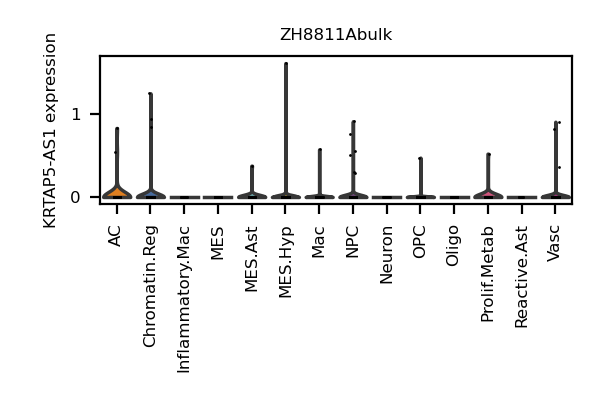 ZH8811Abulk
KRTAP5-AS1 expression
1
0
AC
Chromatin.Reg
Inflammatory.Mac
MES
MES.Ast
MES.Hyp
Mac
NPC
Neuron
OPC
Oligo
Prolif.Metab
Reactive.Ast
Vasc